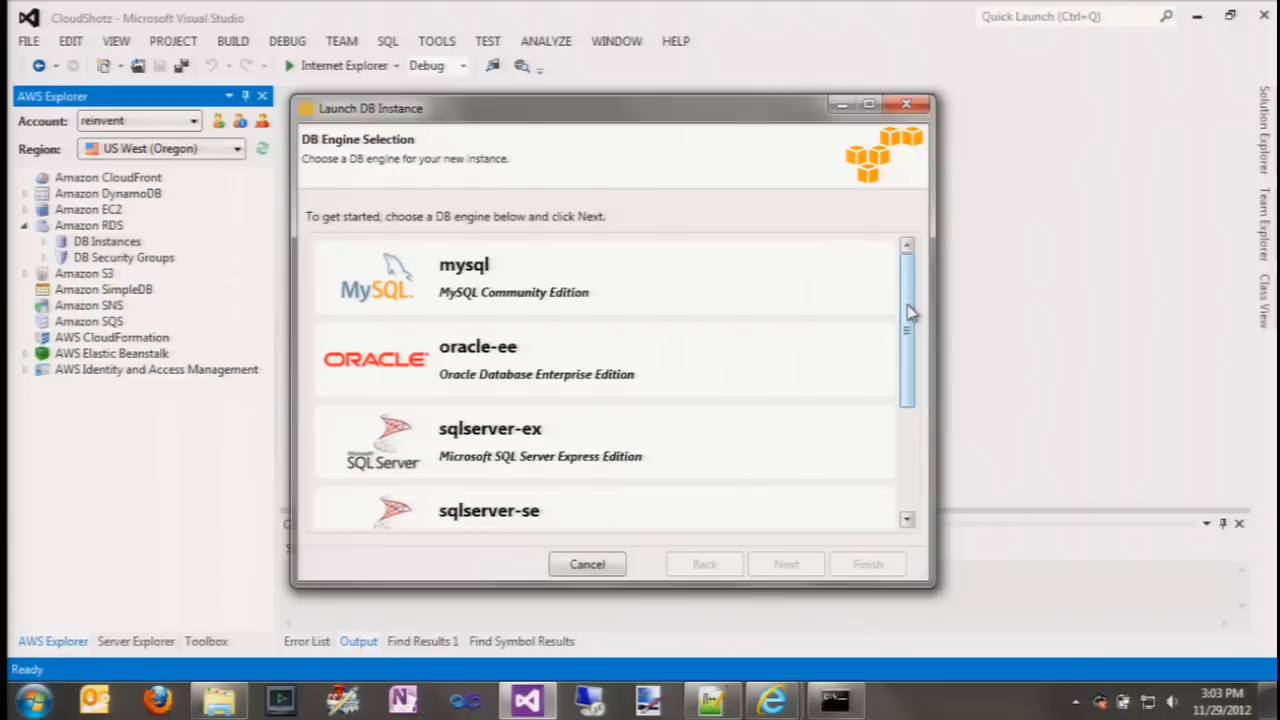 CloudShotz - Microsoft Visual Studio
Quick Launch (Ctrl+Q)
FILE EDIT VIEW PROJECT BUILD DEBUG TEAM SQL TOOLS TEST ANALYZE WINDOW HELP
Internet Explorer Debug
AWS Explorer
Account: reinvent
Region: US West (Oregon)
Amazon CloudFront
Amazon DynamoDB
Amazon EC2
Amazon RDS
DB Instances
DB Security Groups
Amazon S3
Amazon SimpleDB
Amazon SNS
Amazon SQS
AWS CloudFormation
AWS Elastic Beanstalk
AWS Identity and Access Management
Launch DB Instance
DB Engine Selection
Choose a DB engine for your new instance.
To get started, choose a DB engine below and click Next.
MySQL.
mysql
MySQL Community Edition
ORACLE
oracle-ee
Oracle Database Enterprise Edition
Microsoft
SQL Server
sqlserver-ex
Microsoft SQL Server Express Edition
sqlserver-se
Cancel Back Next Finish
Solution Explorer
Team Explorer
Class View
AWS Explorer Server Explorer Toolbox
Error List Output Find Results 1 Find Symbol Results
Ready
3:03 PM
11/29/2012